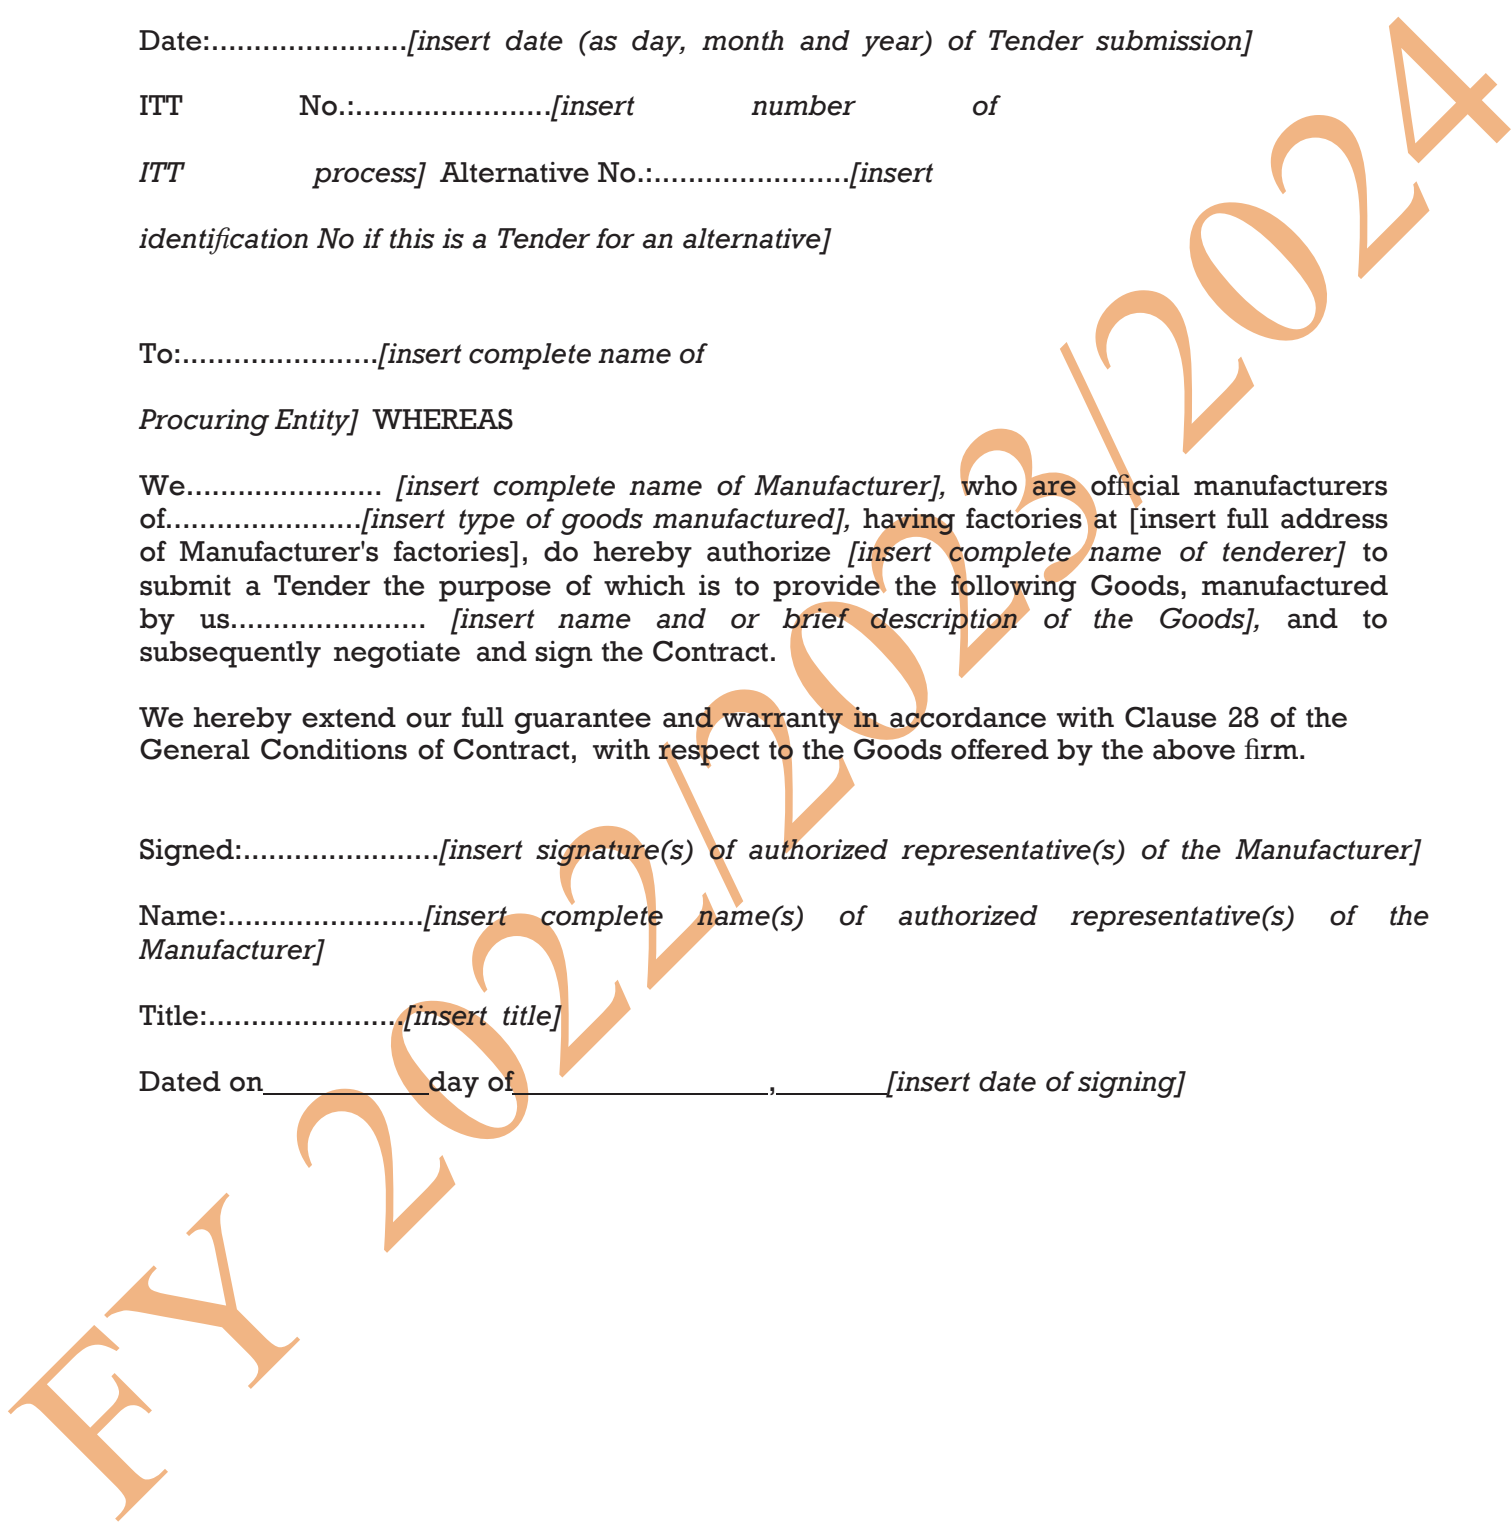 Date:.......................[insert date (as day, month and year) of Tender submission]
ITT No.:.......................[insert number of
ITT process] Alternative No.:.......................[insert
identification No if this is a Tender for an alternative]
To:.......................[insert complete name of
Procuring Entity] WHEREAS
We....................... [insert complete name of Manufacturer], who are official manufacturers
of.......................[insert type of goods manufactured], having factories at [insert full address
of Manufacturer's factories], do hereby authorize [insert complete name of tenderer] to
submit a Tender the purpose of which is to provide the following Goods, manufactured
by us....................... [insert name and or brief description of the Goods], and to
subsequently negotiate and sign the Contract.
We hereby extend our full guarantee and warranty in accordance with Clause 28 of the
General Conditions of Contract, with respect to the Goods offered by the above firm.
Signed:.......................[insert signature(s) of authorized representative(s) of the Manufacturer]
Name:.......................[insert complete name(s) of authorized representative(s) of the
Manufacturer]
Title:.......................[insert title]
Dated on____________day of___________________,________[insert date of signing]
FY 2022/2023/2024